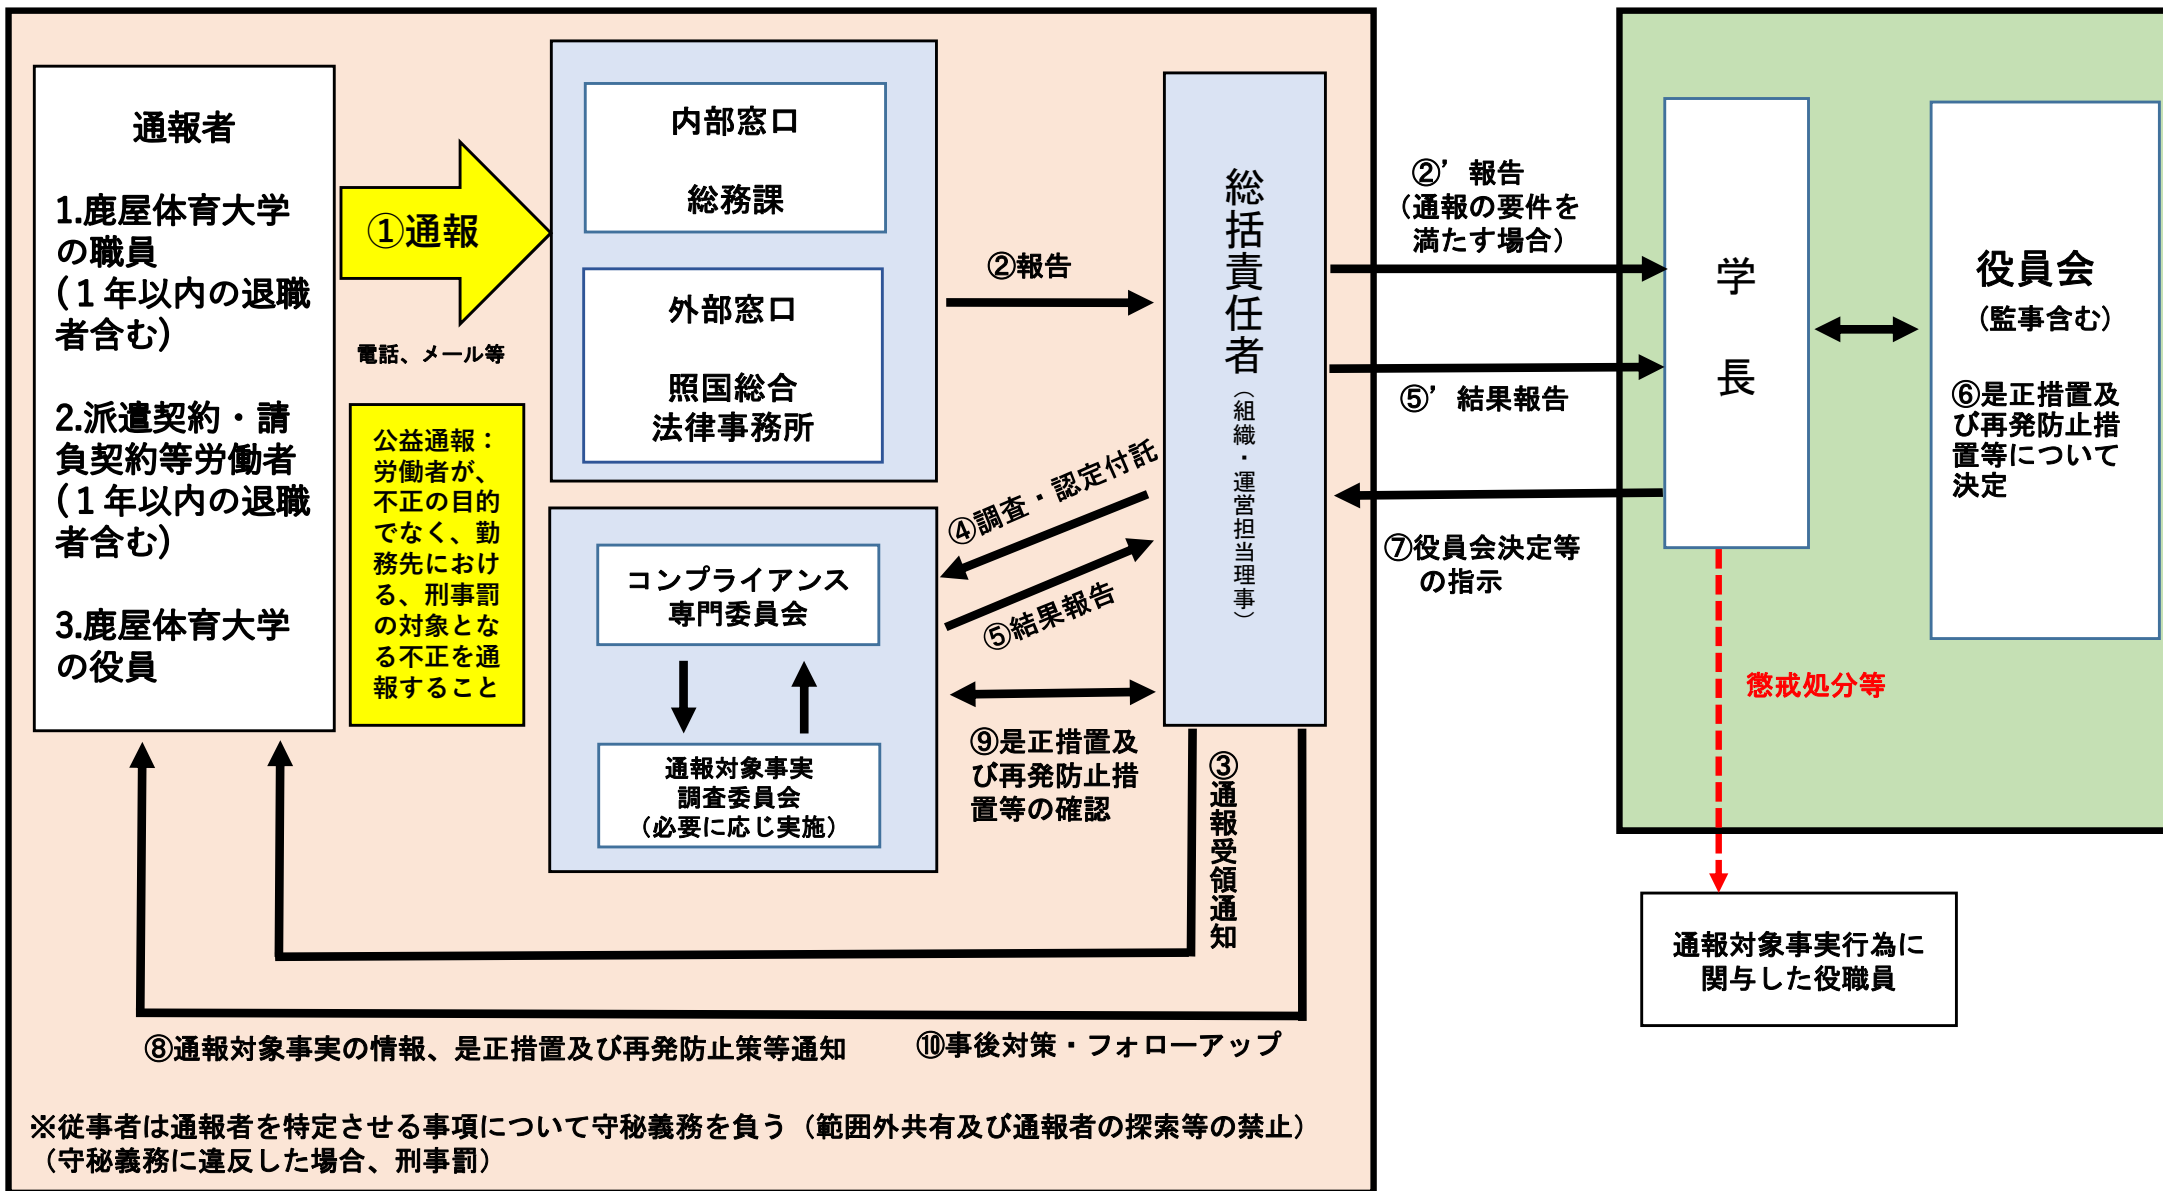 通報者
1.鹿屋体育大学
の職員
(１年以内の退職
者含む)
2.派遣契約・請
負契約等労働者
(１年以内の退職
者含む)
3.鹿屋体育大学
の役員
①通報
電話、メール等
公益通報：
労働者が、
不正の目的
でなく、勤
務先におけ
る、刑事罰
の対象とな
る不正を通
報すること
内部窓口
総務課
外部窓口
照国総合
法律事務所
②報告
コンプライアンス
専門委員会
通報対象事実
調査委員会
（必要に応じ実施）
④調査・認定付託
⑤結果報告
⑨是正措置及
び再発防止措
置等の確認
総括責任者（組織・運営担当理事）
③通報受領通知
②’報告
（通報の要件を
満たす場合）
⑤’結果報告
⑦役員会決定等
の指示
学長
役員会
（監事含む）
⑥是正措置及
び再発防止措
置等について
決定
懲戒処分等
通報対象事実行為に
関与した役職員
⑧通報対象事実の情報、是正措置及び再発防止策等通知
⑩事後対策・フォローアップ
※従事者は通報者を特定させる事項について守秘義務を負う（範囲外共有及び通報者の探索等の禁止）
（守秘義務に違反した場合、刑事罰）